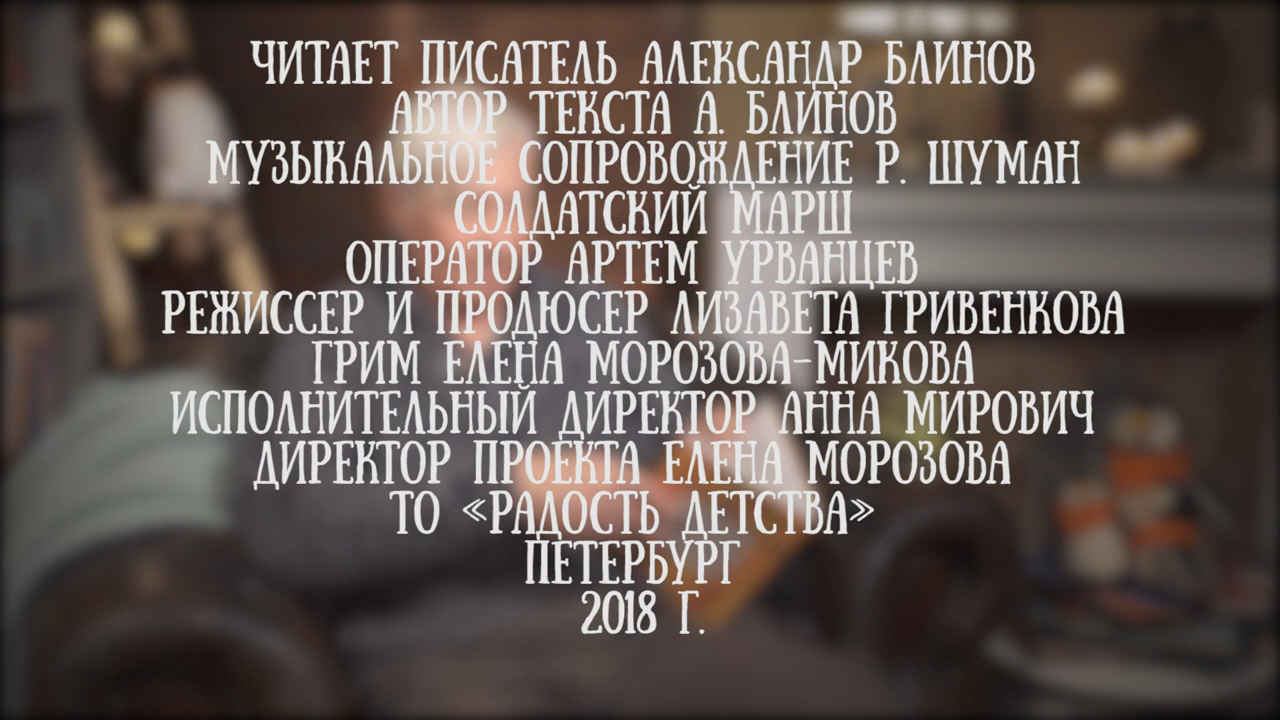 ЧИТАЕТ ПИСАТЕЛЬ АЛЕКСАНДР БЛИНОВ
АВТОР ТЕКСТА А. БЛИНОВ
МУЗЫКАЛЬНОЕ СОПРОВОЖДЕНИЕ Р. ШУМАН
СОЛДАТСКИЙ МАРШ
ОПЕРАТОР АРТЕМ УРВАНЦЕВ
РЕЖИССЕР И ПРОДЮСЕР ЛИЗАВЕТА ГРИВЕНКОВА
ГРИМ ЕЛЕНА МОРОЗОВА-МИКОВА
ИСПОЛНИТЕЛЬНЫЙ ДИРЕКТОР АННА МИРОВИЧ
ДИРЕКТОР ПРОЕКТА ЕЛЕНА МОРОЗОВА
ТО «РАДОСТЬ ДЕТСТВА»
ПЕТЕРБУРГ
2018 Г.